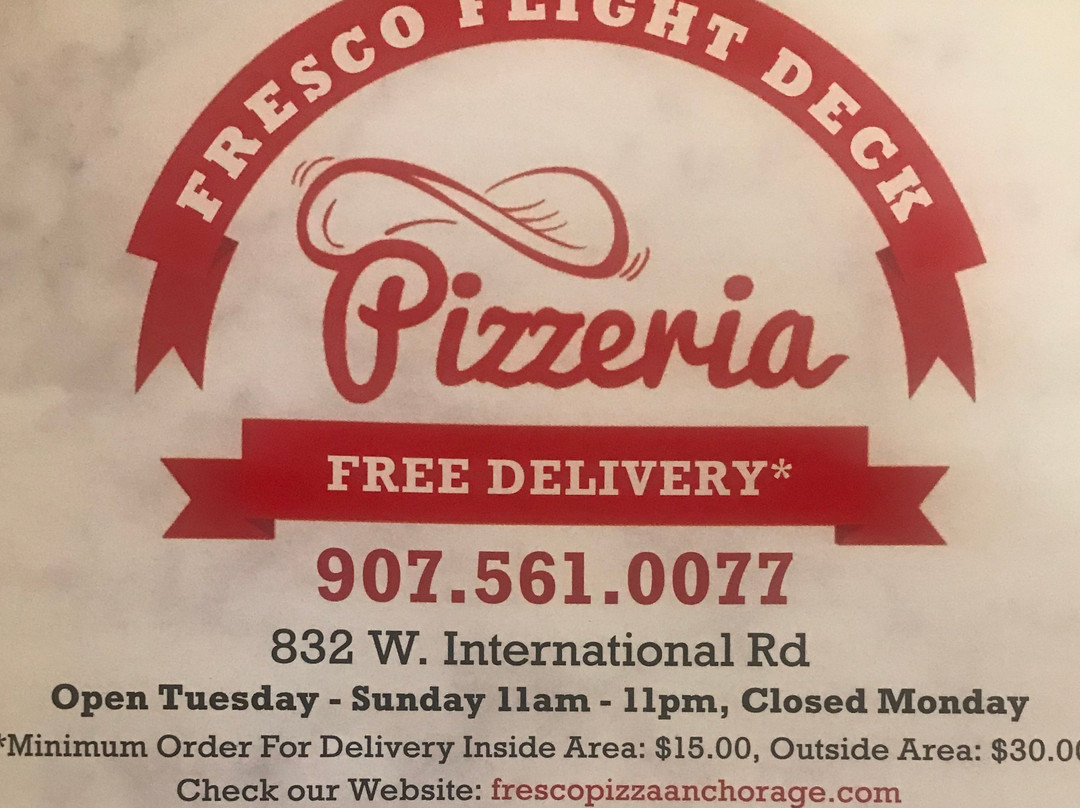 FRESCO FLIGHT DECK
Pizzeria
FREE DELIVERY*
907.561.0077
832 W. International Rd
Open Tuesday - Sunday 11am - 11pm, Closed Monday
*Minimum Order For Delivery Inside Area: $15.00, Outside Area: $30.00
Check our Website: frescopizzaanchorage.com